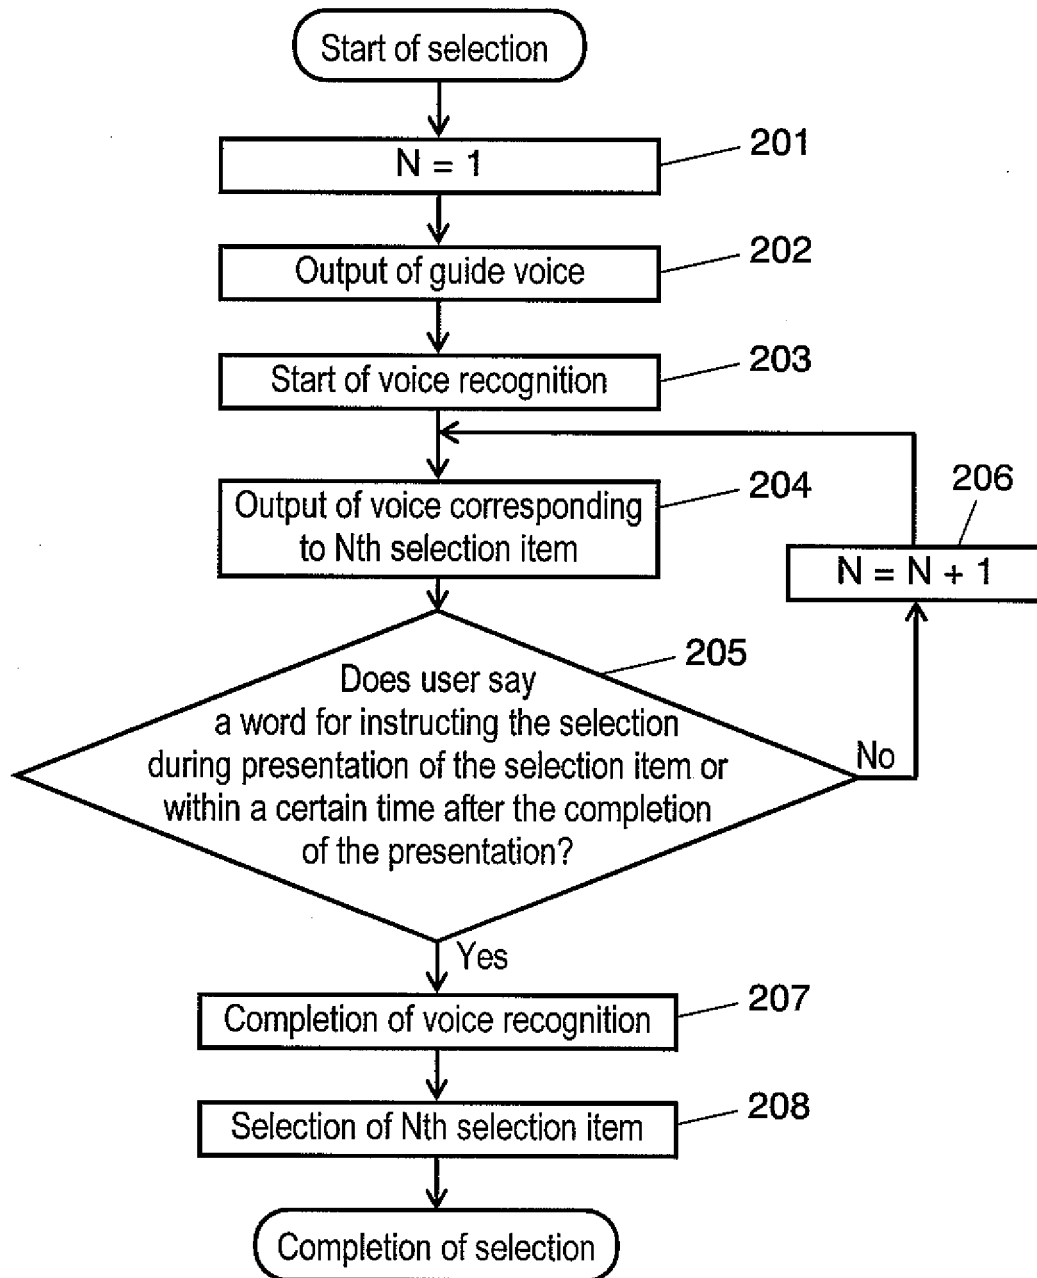 Start of selection
N = 1
201
Output of guide voice
202
Start of voice recognition
203
Output of voice corresponding
to Nth selection item
204
206
N = N + 1
205
Does user say
a word for instructing the selection
during presentation of the selection item or
within a certain time after the completion
of the presentation?
No
Yes
Completion of voice recognition
207
Selection of Nth selection item
208
Completion of selection